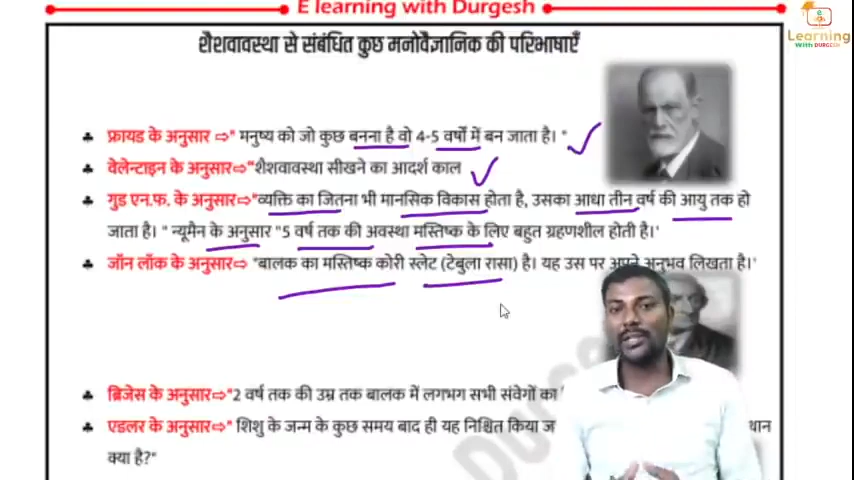 E learning with Durgesh
Learning
With DURGESH
शैशवावस्था से संबंधित कुछ मनोवैज्ञानिक की परिभाषाएँ
♣ फ्रायड के अनुसार ⇨" मनुष्य को जो कुछ बनना है वो 4-5 वर्षों में बन जाता है। "
♣ वेलेन्टाइन के अनुसार⇨"शैशवावस्था सीखने का आदर्श काल
♣ गुड एन.फ. के अनुसार⇨"व्यक्ति का जितना भी मानसिक विकास होता है, उसका आधा तीन वर्ष की आयु तक हो
जाता है। " न्यूमैन के अनुसार "5 वर्ष तक की अवस्था मस्तिष्क के लिए बहुत ग्रहणशील होती है।'
♣ जॉन लॉक के अनुसार⇨ "बालक का मस्तिष्क कोरी स्लेट (टेबुला रासा) है। यह उस पर अपने अनुभव लिखता है।"
♣ ब्रिजेस के अनुसार⇨"2 वर्ष तक की उम्र तक बालक में लगभग सभी संवेगों का
♣ एडलर के अनुसार⇨" शिशु के जन्म के कुछ समय बाद ही यह निश्चित किया
क्या है?"